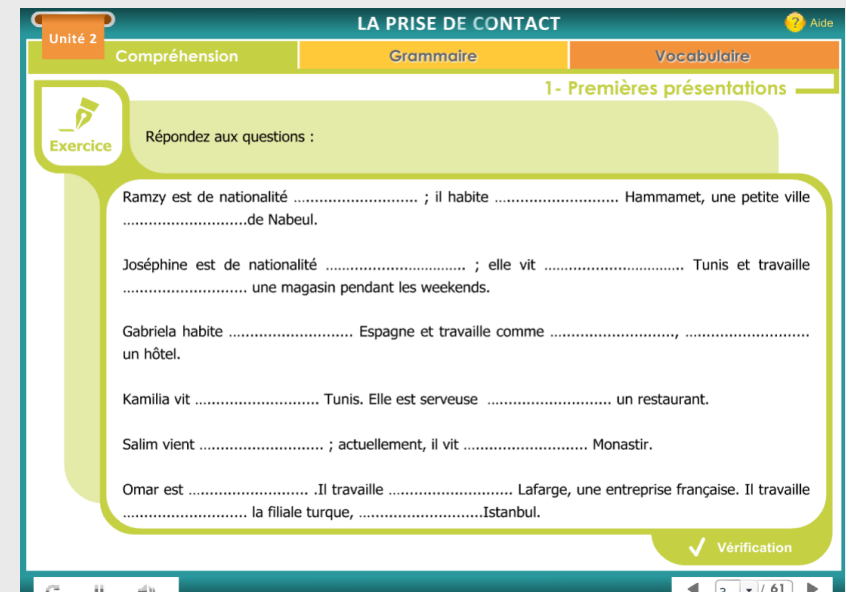 LA PRISE DE CONTACT
Aide
Unité 2
Compréhension
Grammaire
Vocabulaire
1- Premières présentations
Exercice
Répondez aux questions :
Ramzy est de nationalité ............................ ; il habite ............................ Hammamet, une petite ville
............................de Nabeul.
Joséphine est de nationalité ................................ ; elle vit ................................ Tunis et travaille
............................ une magasin pendant les weekends.
Gabriela habite ............................ Espagne et travaille comme ............................, ............................
un hôtel.
Kamilia vit ............................ Tunis. Elle est serveuse ............................ un restaurant.
Salim vient ............................ ; actuellement, il vit ............................ Monastir.
Omar est ........................... .Il travaille ............................ Lafarge, une entreprise française. Il travaille
............................ la filiale turque, ............................Istanbul.
Vérification
/ 61